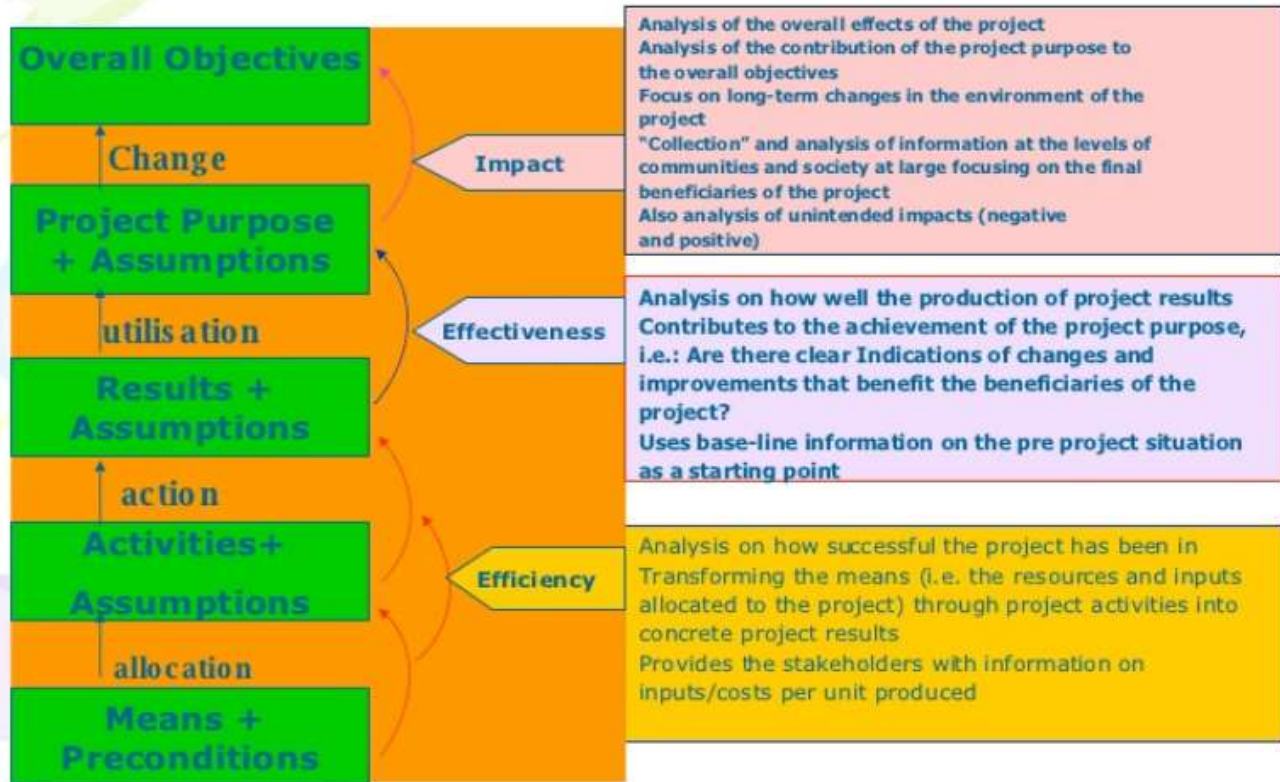 Overall Objectives
Change
Project Purpose
+ Assumptions
utilisation
Results +
Assumptions
action
Activities+
Assumptions
allocation
Means +
Preconditions
Impact
Effectiveness
Efficiency
Analysis of the overall effects of the project
Analysis of the contribution of the project purpose to
the overall objectives
Focus on long-term changes in the environment of the
project
"Collection" and analysis of information at the levels of
communities and society at large focusing on the final
beneficiaries of the project
Also analysis of unintended impacts (negative
and positive)
Analysis on how well the production of project results
Contributes to the achievement of the project purpose,
i.e.: Are there clear Indications of changes and
improvements that benefit the beneficiaries of the
project?
Uses base-line information on the pre project situation
as a starting point
Analysis on how successful the project has been in
Transforming the means (i.e. the resources and inputs
allocated to the project) through project activities into
concrete project results
Provides the stakeholders with information on
inputs/costs per unit produced